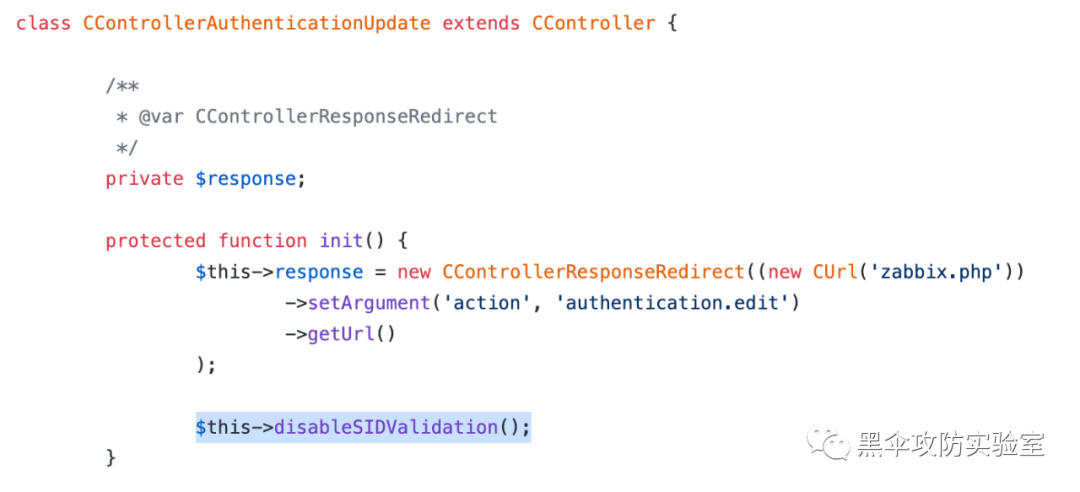 class CControllerAuthenticationUpdate extends CController {
/**
* @var CControllerResponseRedirect
*/
private $response;
protected function init() {
$this->response = new CControllerResponseRedirect((new CUrl('zabbix.php'))
->setArgument('action', 'authentication.edit')
->getUrl()
);
$this->disableSIDValidation();
}
黑伞攻防实验室